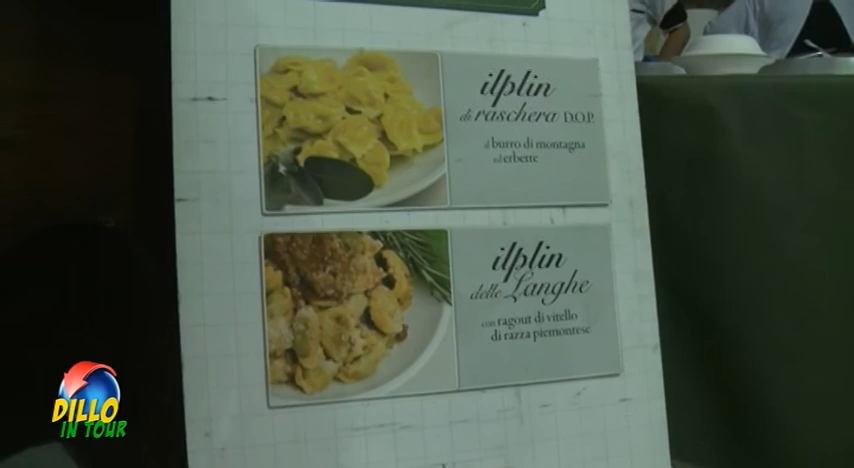 ilplin
di raschera D.O.P.
al burro di montagna
ed erbette
ilplin
delle Langhe
con ragout di vitello
di razza piemontese
DILLO
IN TOUR